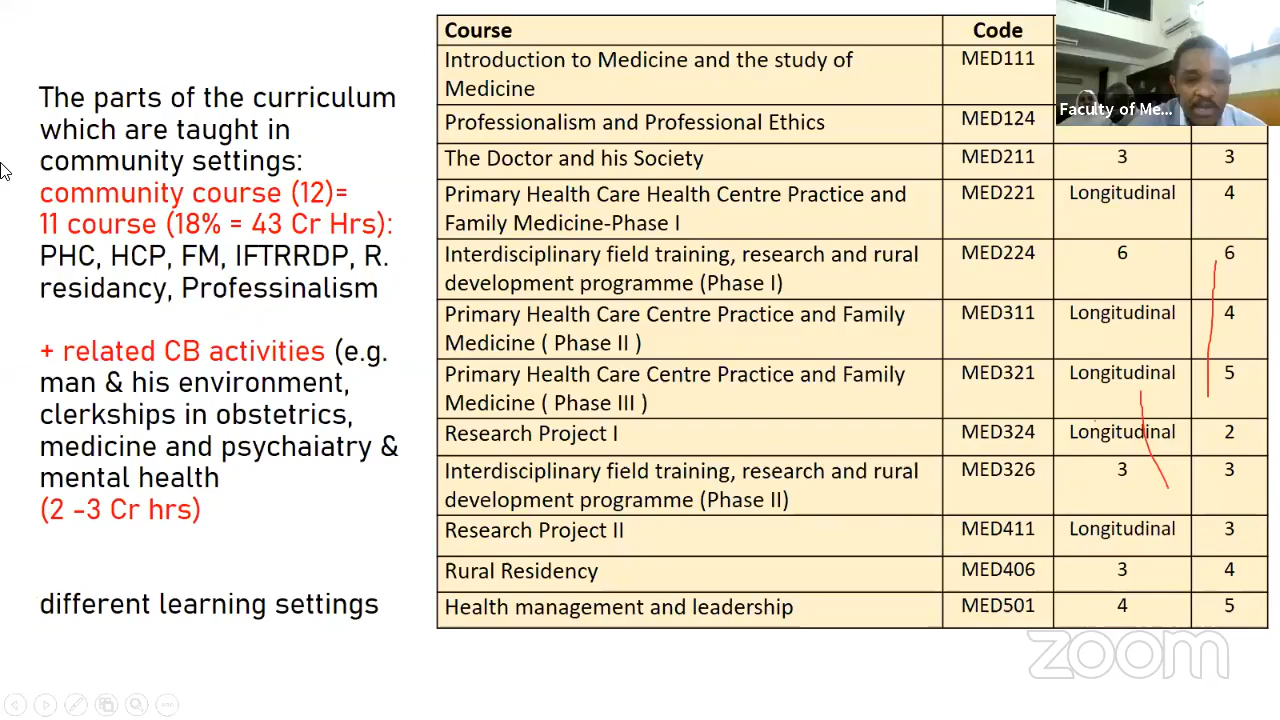 The parts of the curriculum
which are taught in
community settings:
community course (12)=
11 course (18% = 43 Cr Hrs):
PHC, HCP, FM, IFTRRDP, R.
residancy, Professinalism
+ related CB activities (e.g.
man & his environment,
clerkships in obstetrics,
medicine and psychaiatry &
mental health
(2 -3 Cr hrs)
different learning settings
Course Code
Introduction to Medicine and the study of MED111
Medicine
Professionalism and Professional Ethics MED124
The Doctor and his Society MED211 3 3
Primary Health Care Health Centre Practice and MED221 Longitudinal 4
Family Medicine-Phase I
Interdisciplinary field training, research and rural MED224 6 6
development programme (Phase I)
Primary Health Care Centre Practice and Family MED311 Longitudinal 4
Medicine ( Phase II )
Primary Health Care Centre Practice and Family MED321 Longitudinal 5
Medicine ( Phase III )
Research Project I MED324 Longitudinal 2
Interdisciplinary field training, research and rural MED326 3 3
development programme (Phase II)
Research Project II MED411 Longitudinal 3
Rural Residency MED406 3 4
Health management and leadership MED501 4 5
Faculty of Me...
zoom